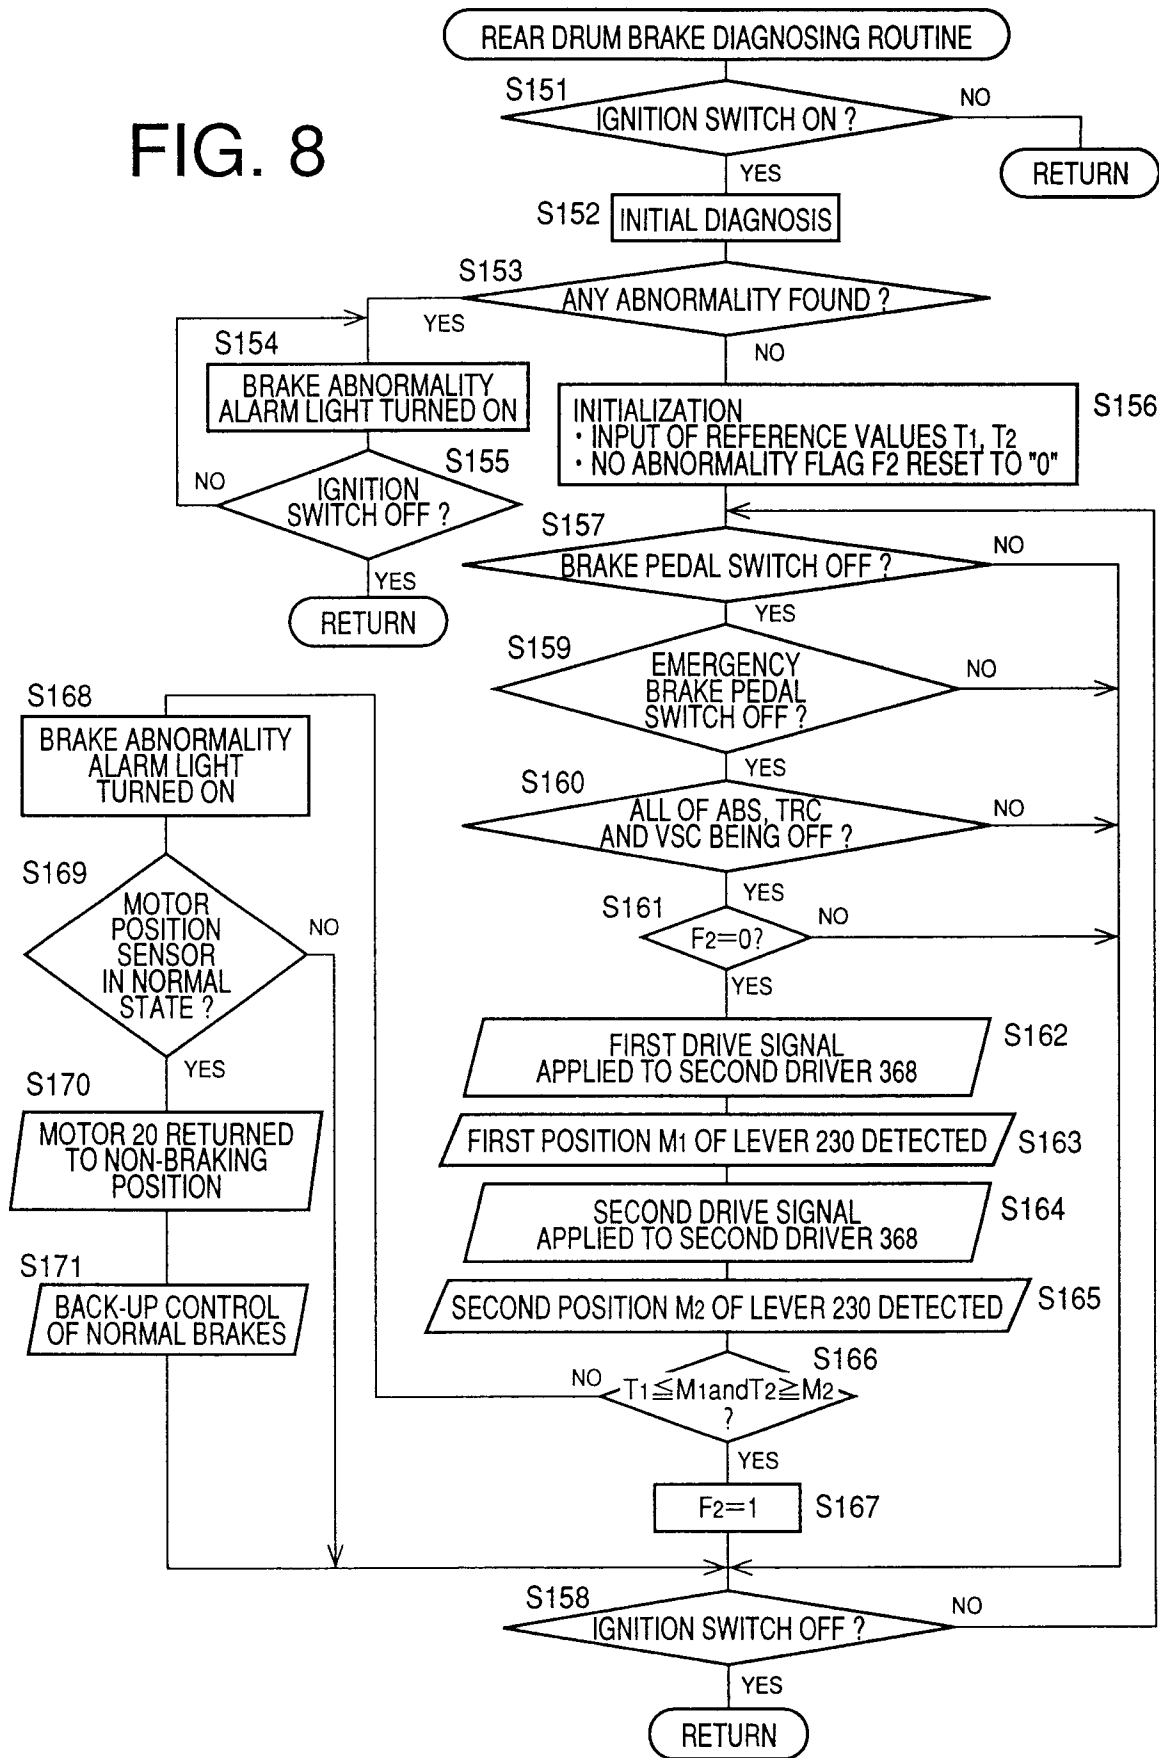 FIG. 8
REAR DRUM BRAKE DIAGNOSING ROUTINE
S151
IGNITION SWITCH ON ?
NO
RETURN
YES
S152
INITIAL DIAGNOSIS
S153
ANY ABNORMALITY FOUND ?
YES
NO
S154
BRAKE ABNORMALITY
ALARM LIGHT TURNED ON
S155
IGNITION
SWITCH OFF ?
NO
YES
RETURN
S156
INITIALIZATION
· INPUT OF REFERENCE VALUES T1, T2
· NO ABNORMALITY FLAG F2 RESET TO "0"
S157
BRAKE PEDAL SWITCH OFF ?
NO
YES
S159
EMERGENCY
BRAKE PEDAL
SWITCH OFF ?
NO
YES
S160
ALL OF ABS, TRC
AND VSC BEING OFF ?
NO
YES
S161
F2=0?
NO
YES
S162
FIRST DRIVE SIGNAL
APPLIED TO SECOND DRIVER 368
S163
FIRST POSITION M1 OF LEVER 230 DETECTED
S164
SECOND DRIVE SIGNAL
APPLIED TO SECOND DRIVER 368
S165
SECOND POSITION M2 OF LEVER 230 DETECTED
S166
T1≦M1andT2≧M2
?
NO
YES
S167
F2=1
S168
BRAKE ABNORMALITY
ALARM LIGHT
TURNED ON
S169
MOTOR
POSITION
SENSOR
IN NORMAL
STATE ?
NO
YES
S170
MOTOR 20 RETURNED
TO NON-BRAKING
POSITION
S171
BACK-UP CONTROL
OF NORMAL BRAKES
S158
IGNITION SWITCH OFF ?
NO
YES
RETURN